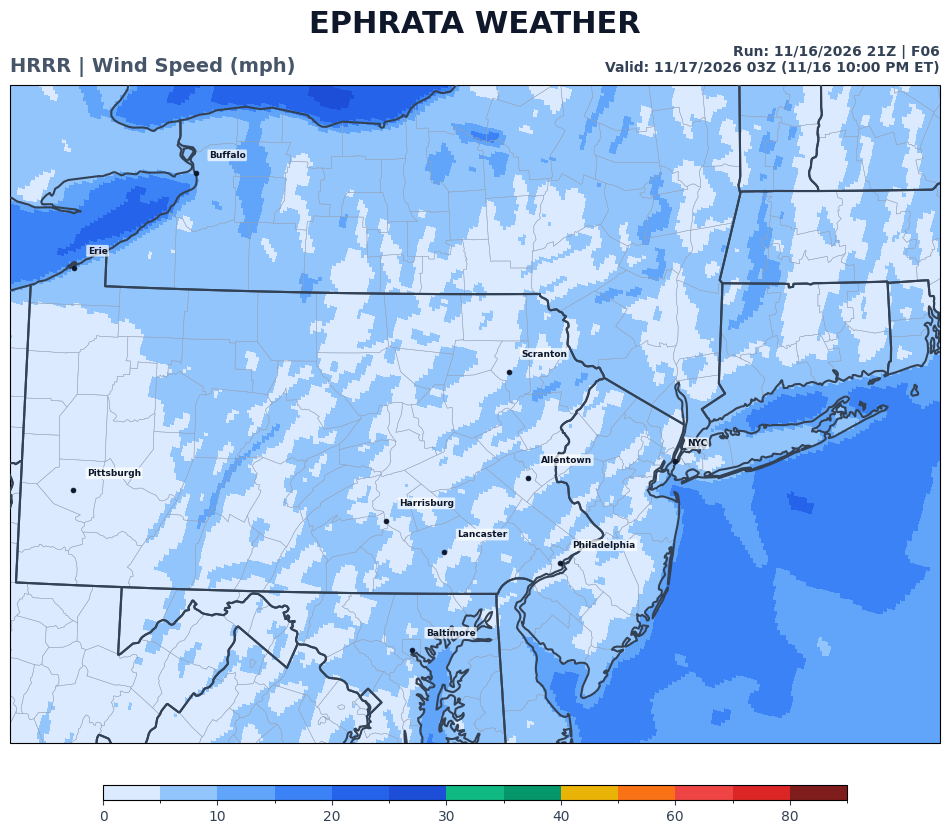 EPHRATA WEATHER
HRRR | Wind Speed (mph)
Run: 11/16/2026 21Z | F06
Valid: 11/17/2026 03Z (11/16 10:00 PM ET)
Buffalo
Erie
Scranton
NYC
Allentown
Pittsburgh
Harrisburg
Lancaster
Philadelphia
Baltimore
0 10 20 30 40 60 80